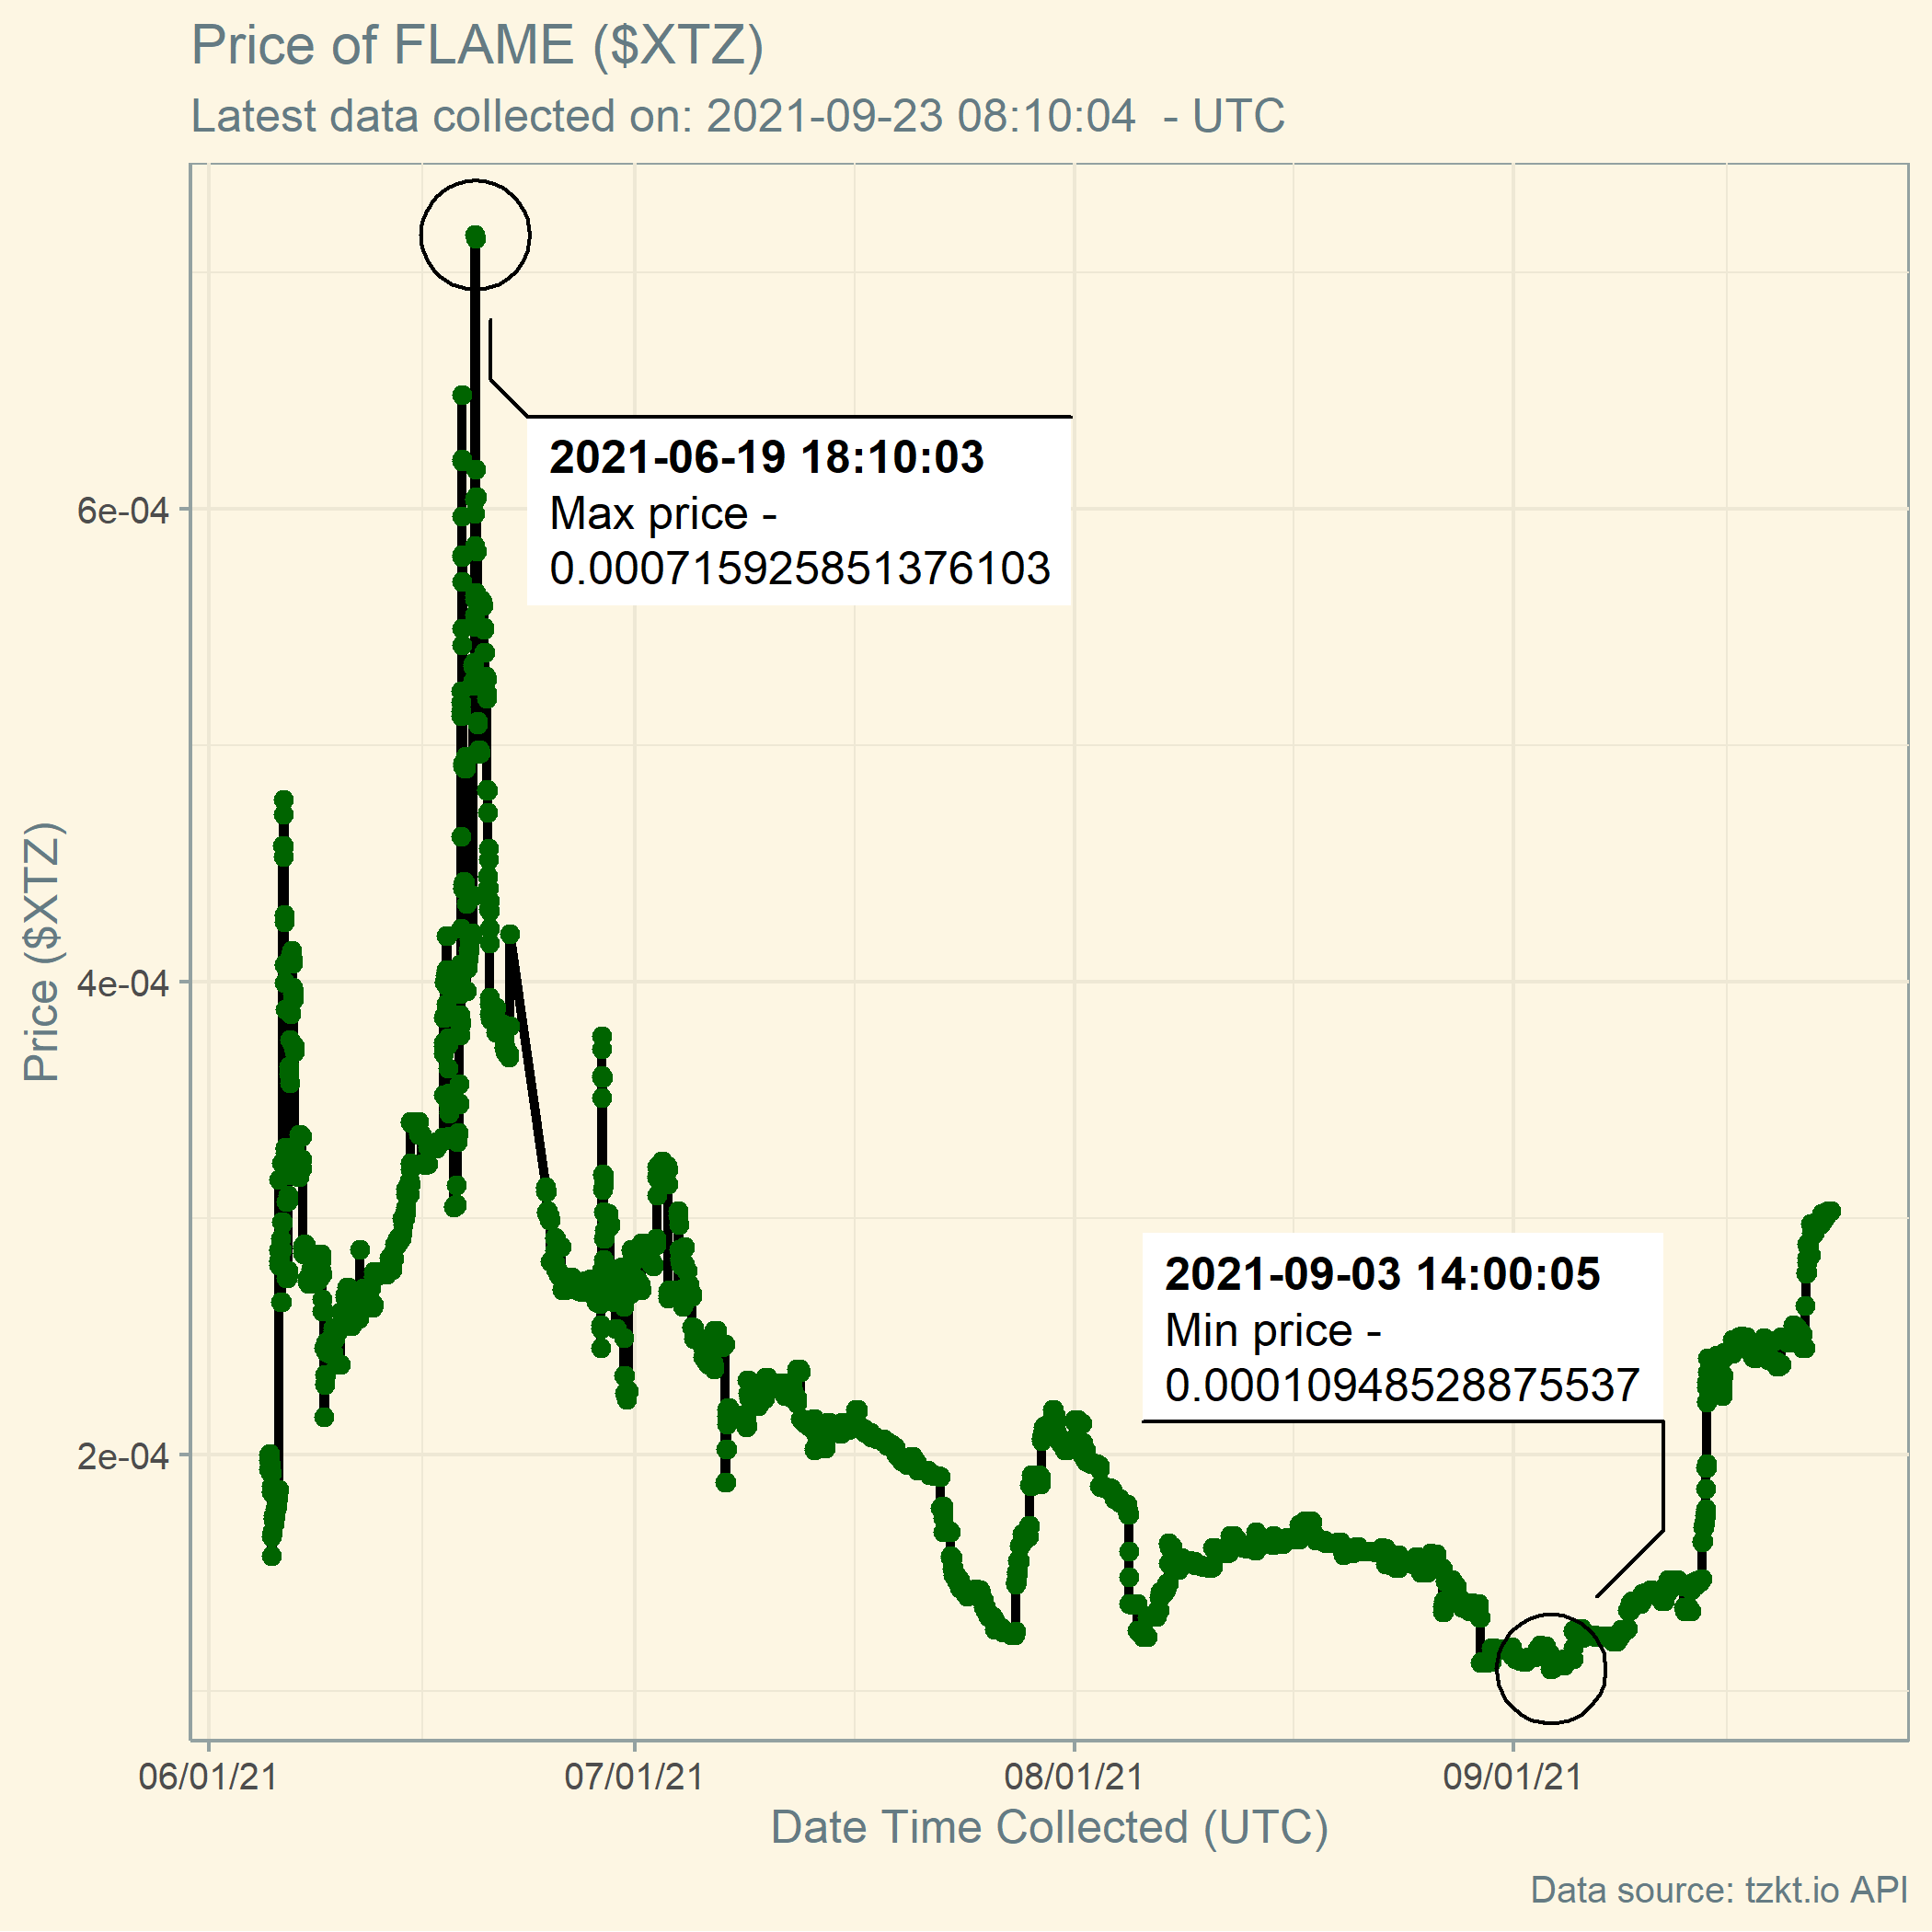 Price of FLAME ($XTZ)
Latest data collected on: 2021-09-23 08:10:04  - UTC
2021-06-19 18:10:03
Max price -
0.000715925851376103
6e-04
4e-04
2e-04
Price ($XTZ)
2021-09-03 14:00:05
Min price -
0.00010948528875537
06/01/21
07/01/21
08/01/21
09/01/21
Date Time Collected (UTC)
Data source: tzkt.io API